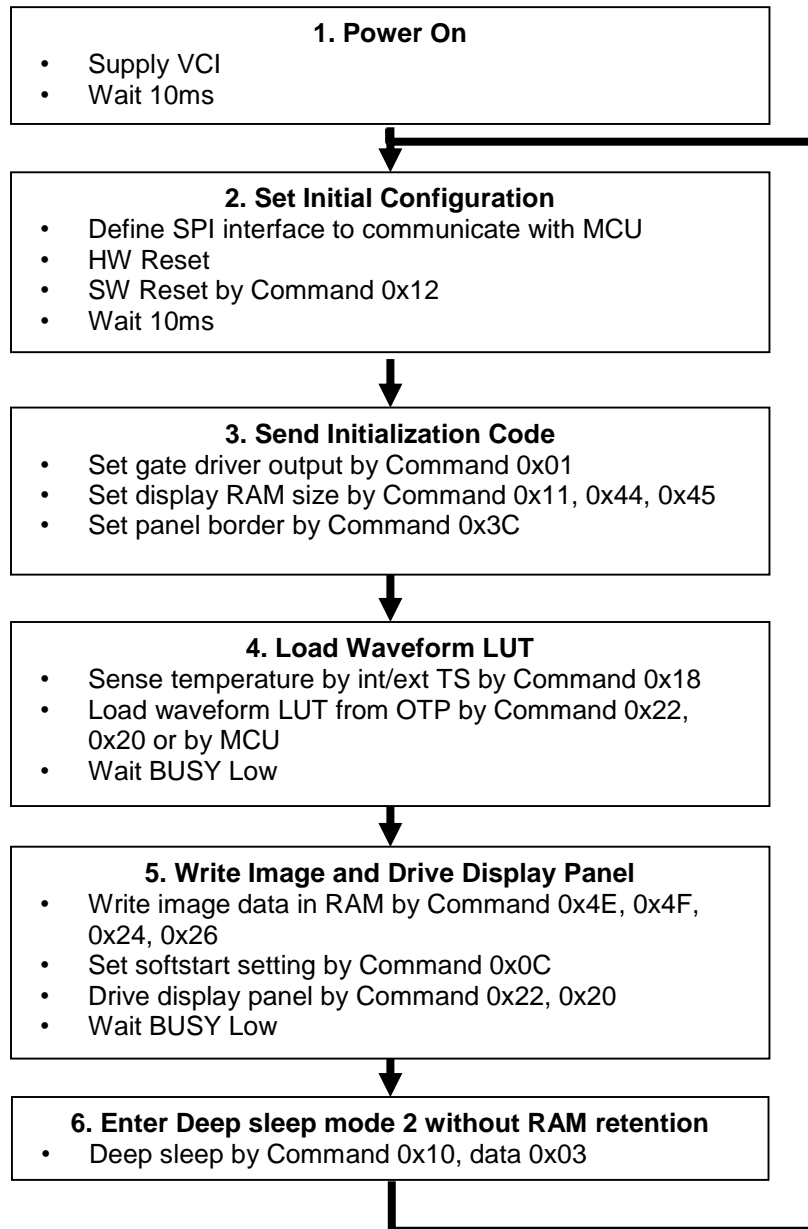 1. Power On
• Supply VCI
• Wait 10ms
2. Set Initial Configuration
• Define SPI interface to communicate with MCU
• HW Reset
• SW Reset by Command 0x12
• Wait 10ms
3. Send Initialization Code
• Set gate driver output by Command 0x01
• Set display RAM size by Command 0x11, 0x44, 0x45
• Set panel border by Command 0x3C
4. Load Waveform LUT
• Sense temperature by int/ext TS by Command 0x18
• Load waveform LUT from OTP by Command 0x22,
0x20 or by MCU
• Wait BUSY Low
5. Write Image and Drive Display Panel
• Write image data in RAM by Command 0x4E, 0x4F,
0x24, 0x26
• Set softstart setting by Command 0x0C
• Drive display panel by Command 0x22, 0x20
• Wait BUSY Low
6. Enter Deep sleep mode 2 without RAM retention
• Deep sleep by Command 0x10, data 0x03